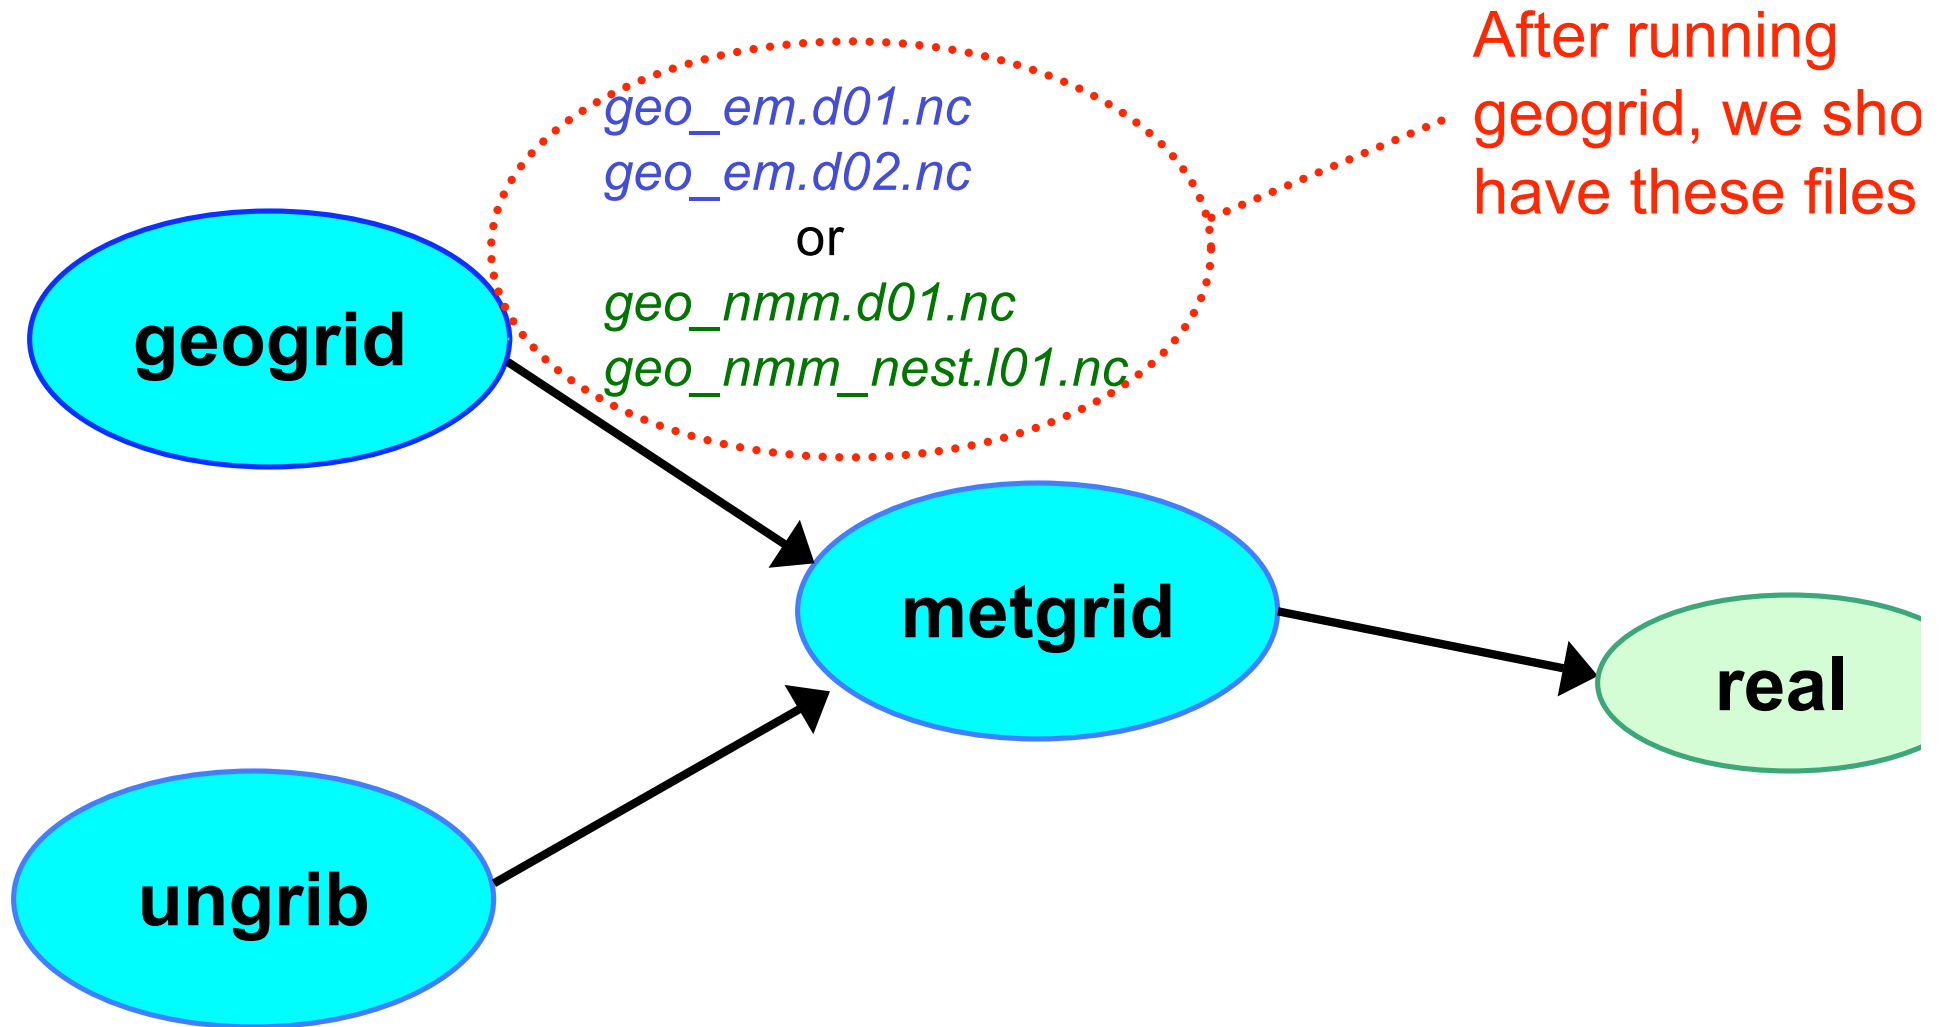 After running
geogrid, we sho
have these files
geo_em.d01.nc
geo_em.d02.nc
or
geo_nmm.d01.nc
geo_nmm_nest.l01.nc
geogrid
metgrid
real
ungrib